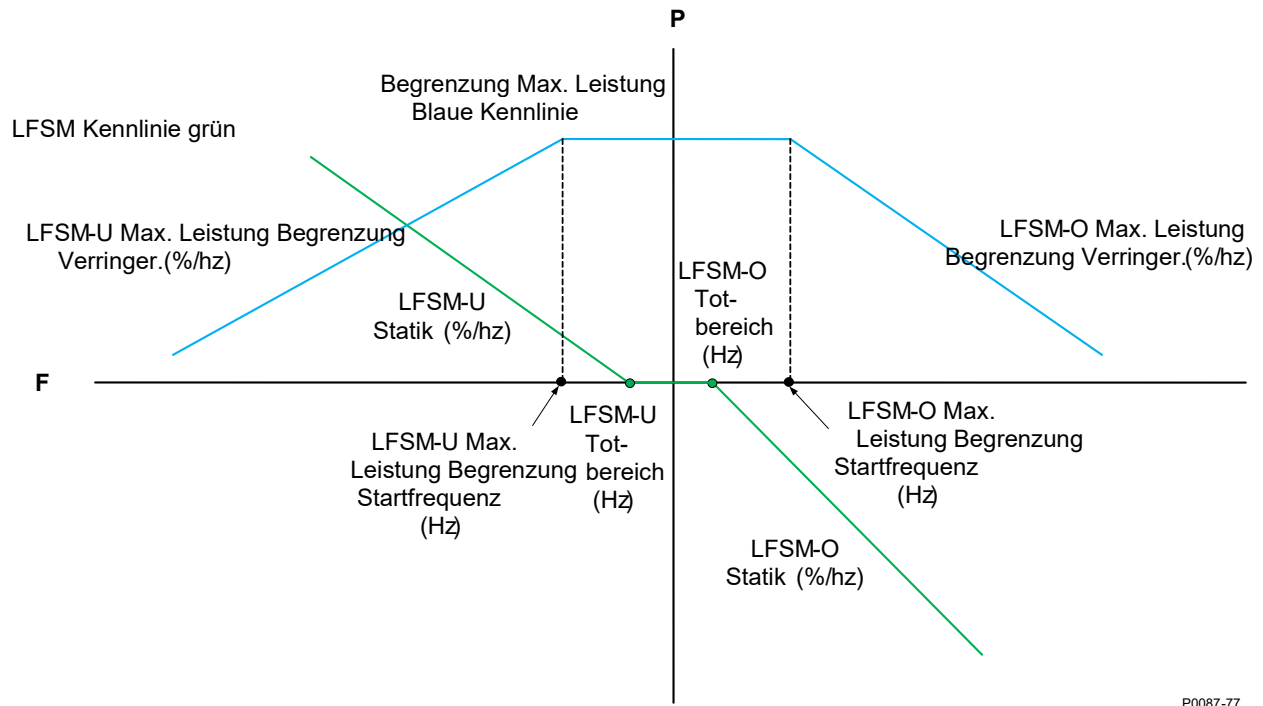 P
Begrenzung Max. Leistung
Blaue Kennlinie
LFSM Kennlinie grün
LFSM-U Max. Leistung Begrenzung
Verringer.(%/hz)
LFSM-U
Statik (%/hz)
LFSM-O
Tot-
bereich
(Hz)
LFSM-O Max. Leistung
Begrenzung Verringer.(%/hz)
F
LFSM-U Max.
Leistung Begrenzung
Startfrequenz
(Hz)
LFSM-U
Tot-
bereich
(Hz)
LFSM-O Max.
Leistung Begrenzung
Startfrequenz
(Hz)
LFSM-O
Statik (%/hz)
P0087-77